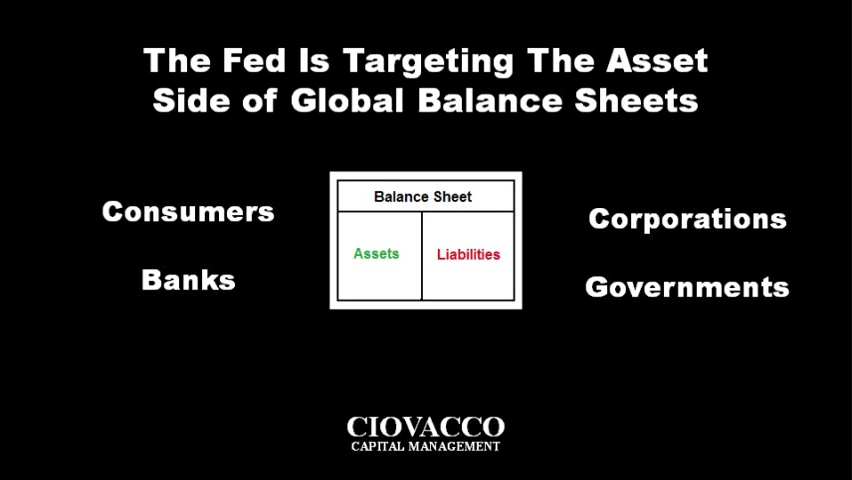 The Fed Is Targeting The Asset
Side of Global Balance Sheets
Consumers
Banks
Balance Sheet
Assets
Liabilities
Corporations
Governments
CIOVACCO
CAPITAL MANAGEMENT